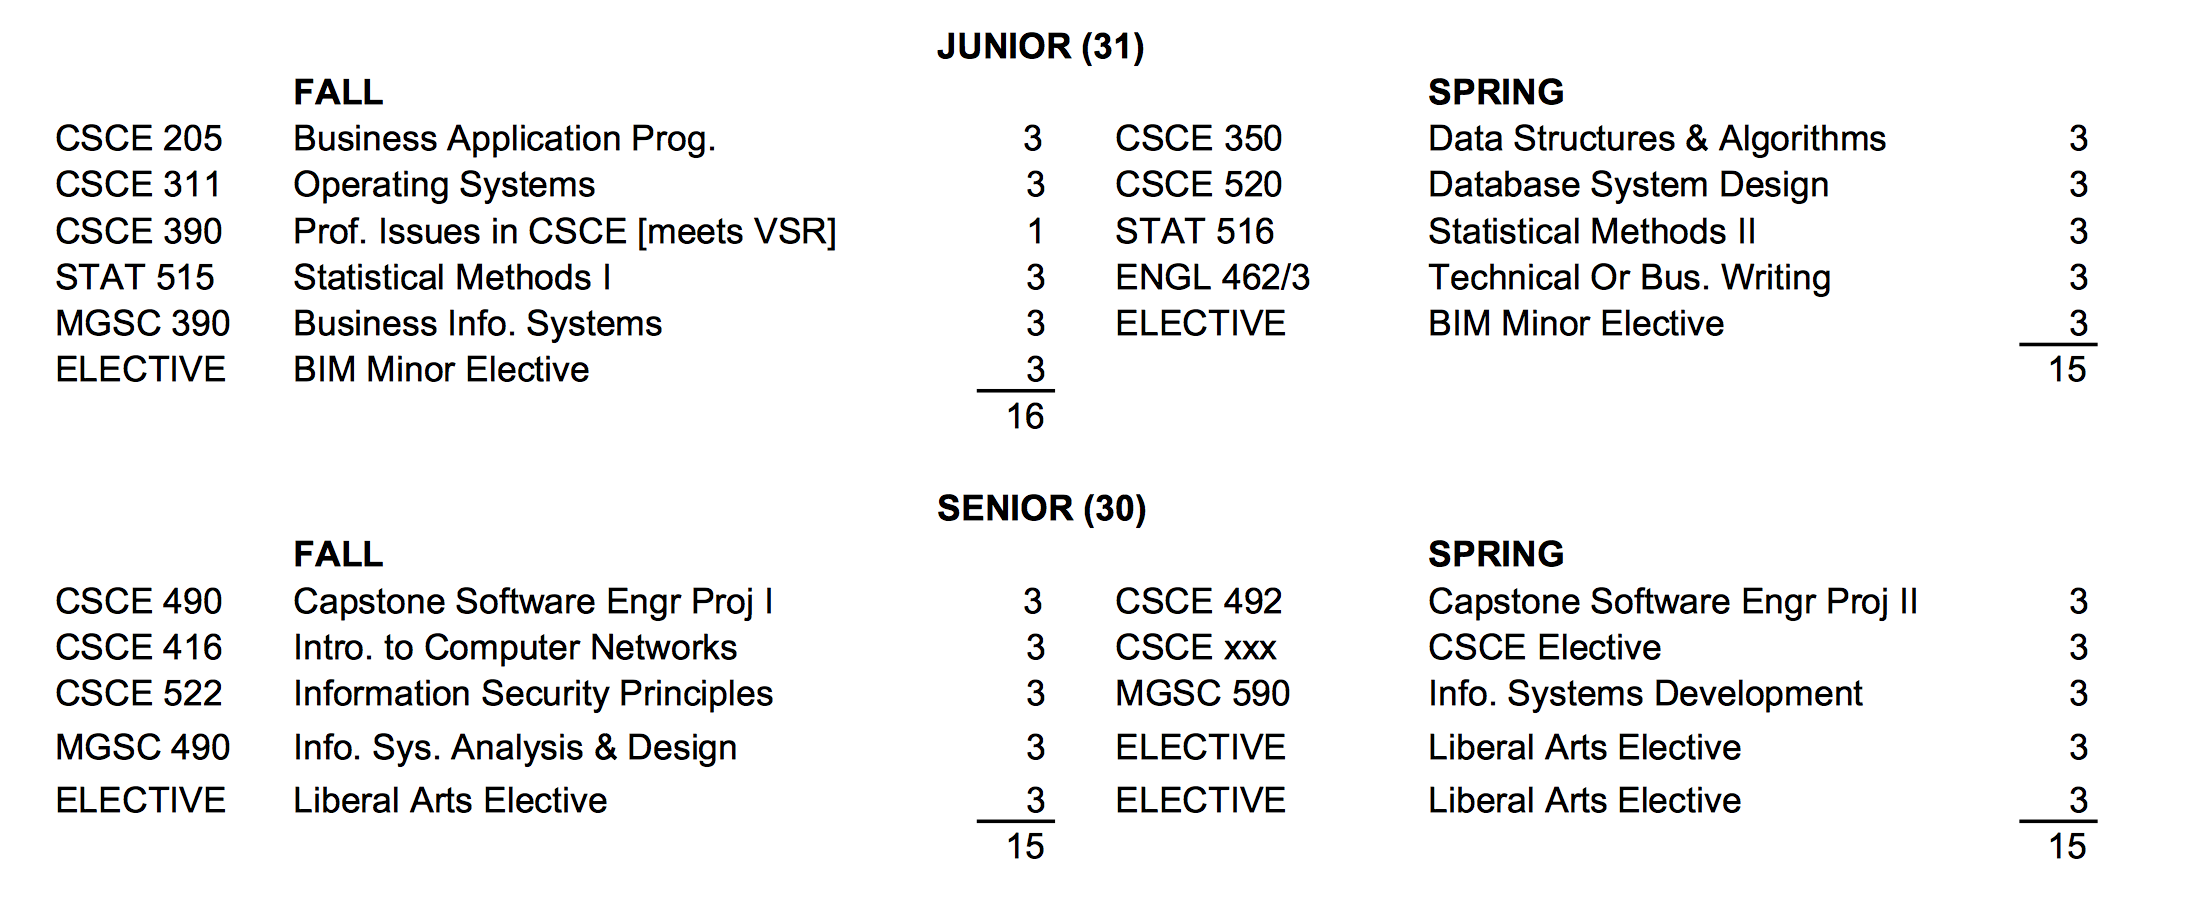 JUNIOR (31)
FALL SPRING
CSCE 205 Business Application Prog. 3 CSCE 350 Data Structures & Algorithms 3
CSCE 311 Operating Systems 3 CSCE 520 Database System Design 3
CSCE 390 Prof. Issues in CSCE [meets VSR] 1 STAT 516 Statistical Methods II 3
STAT 515 Statistical Methods I 3 ENGL 462/3 Technical Or Bus. Writing 3
MGSC 390 Business Info. Systems 3 ELECTIVE BIM Minor Elective 3
ELECTIVE BIM Minor Elective 3 15
16
SENIOR (30)
FALL SPRING
CSCE 490 Capstone Software Engr Proj I 3 CSCE 492 Capstone Software Engr Proj II 3
CSCE 416 Intro. to Computer Networks 3 CSCE xxx CSCE Elective 3
CSCE 522 Information Security Principles 3 MGSC 590 Info. Systems Development 3
MGSC 490 Info. Sys. Analysis & Design 3 ELECTIVE Liberal Arts Elective 3
ELECTIVE Liberal Arts Elective 3 ELECTIVE Liberal Arts Elective 3
15 15